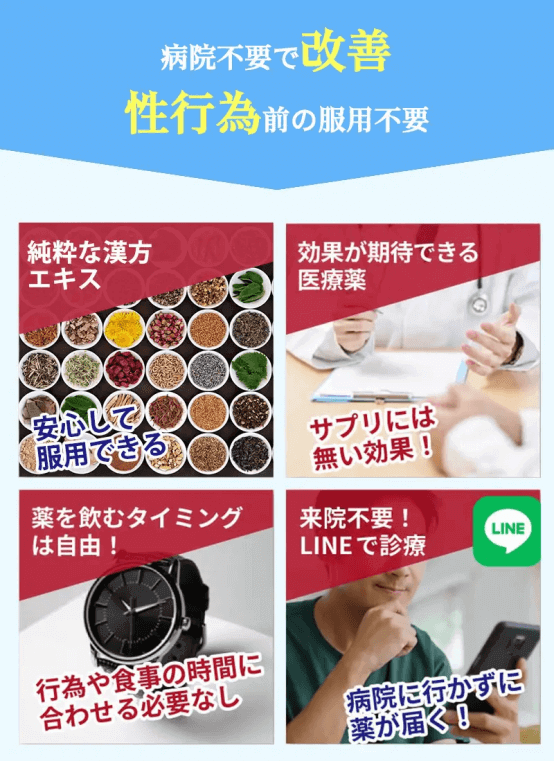 病院不要で改善
性行為前の服用不要
純粋な漢方
エキス
安心して
服用できる
効果が期待できる
医療薬
サプリには
無い効果！
薬を飲むタイミング
は自由！
行為や食事の時間に
合わせる必要なし
来院不要！
LINEで診療
LINE
病院に行かずに
薬が届く！